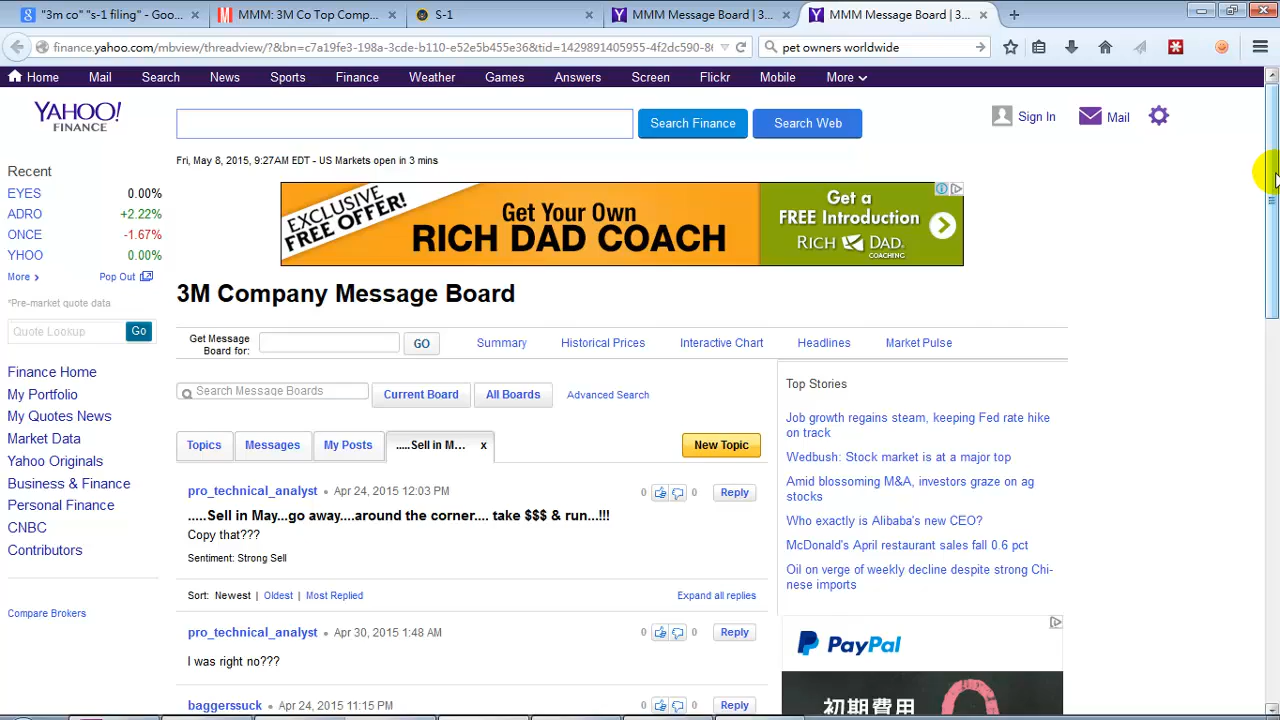 "3m co" "s-1 filing" - Goo...
MMM: 3M Co Top Comp...
S-1
MMM Message Board | 3...
MMM Message Board | 3...
finance.yahoo.com/mbview/threadview/?&bn=c7a19fe3-198a-3cde-b110-e52e5b455e36&tid=1429891405955-4f2dc590-86
pet owners worldwide
Home Mail Search News Sports Finance Weather Games Answers Screen Flickr Mobile More
YAHOO!
FINANCE
Search Finance
Search Web
Sign In
Mail
Fri, May 8, 2015, 9:27AM EDT - US Markets open in 3 mins
Recent
EYES 0.00%
ADRO +2.22%
ONCE -1.67%
YHOO 0.00%
More Pop Out
*Pre-market quote data
Quote Lookup Go
Finance Home
My Portfolio
My Quotes News
Market Data
Yahoo Originals
Business & Finance
Personal Finance
CNBC
Contributors
Compare Brokers
EXCLUSIVE
FREE OFFER!
Get Your Own
RICH DAD COACH
Get a
FREE Introduction
RICH DAD
COACHING
3M Company Message Board
Get Message
Board for:
GO
Summary Historical Prices Interactive Chart Headlines Market Pulse
Search Message Boards Current Board All Boards Advanced Search
Topics Messages My Posts .....Sell in M... x New Topic
pro_technical_analyst • Apr 24, 2015 12:03 PM 0 0 Reply
.....Sell in May...go away....around the corner.... take $$$ & run...!!!
Copy that???
Sentiment: Strong Sell
Sort: Newest | Oldest | Most Replied Expand all replies
pro_technical_analyst • Apr 30, 2015 1:48 AM 0 0 Reply
I was right no???
baggerssuck • Apr 24, 2015 11:15 PM 0 0 Reply
Top Stories
Job growth regains steam, keeping Fed rate hike
on track
Wedbush: Stock market is at a major top
Amid blossoming M&A, investors graze on ag
stocks
Who exactly is Alibaba's new CEO?
McDonald's April restaurant sales fall 0.6 pct
Oil on verge of weekly decline despite strong Chi-
nese imports
PayPal
初期費用